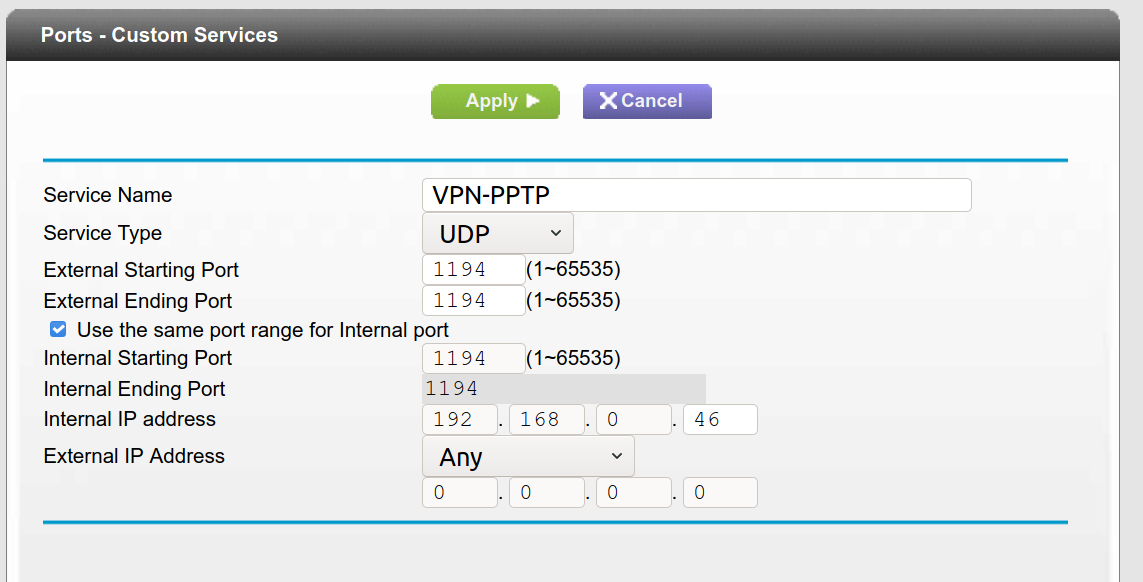 Ports - Custom Services
Apply
Cancel
Service Name VPN-PPTP
Service Type UDP
External Starting Port 1194 (1~65535)
External Ending Port 1194 (1~65535)
Use the same port range for Internal port
Internal Starting Port 1194 (1~65535)
Internal Ending Port 1194
Internal IP address 192 . 168 . 0 . 46
External IP Address Any
0 . 0 . 0 . 0